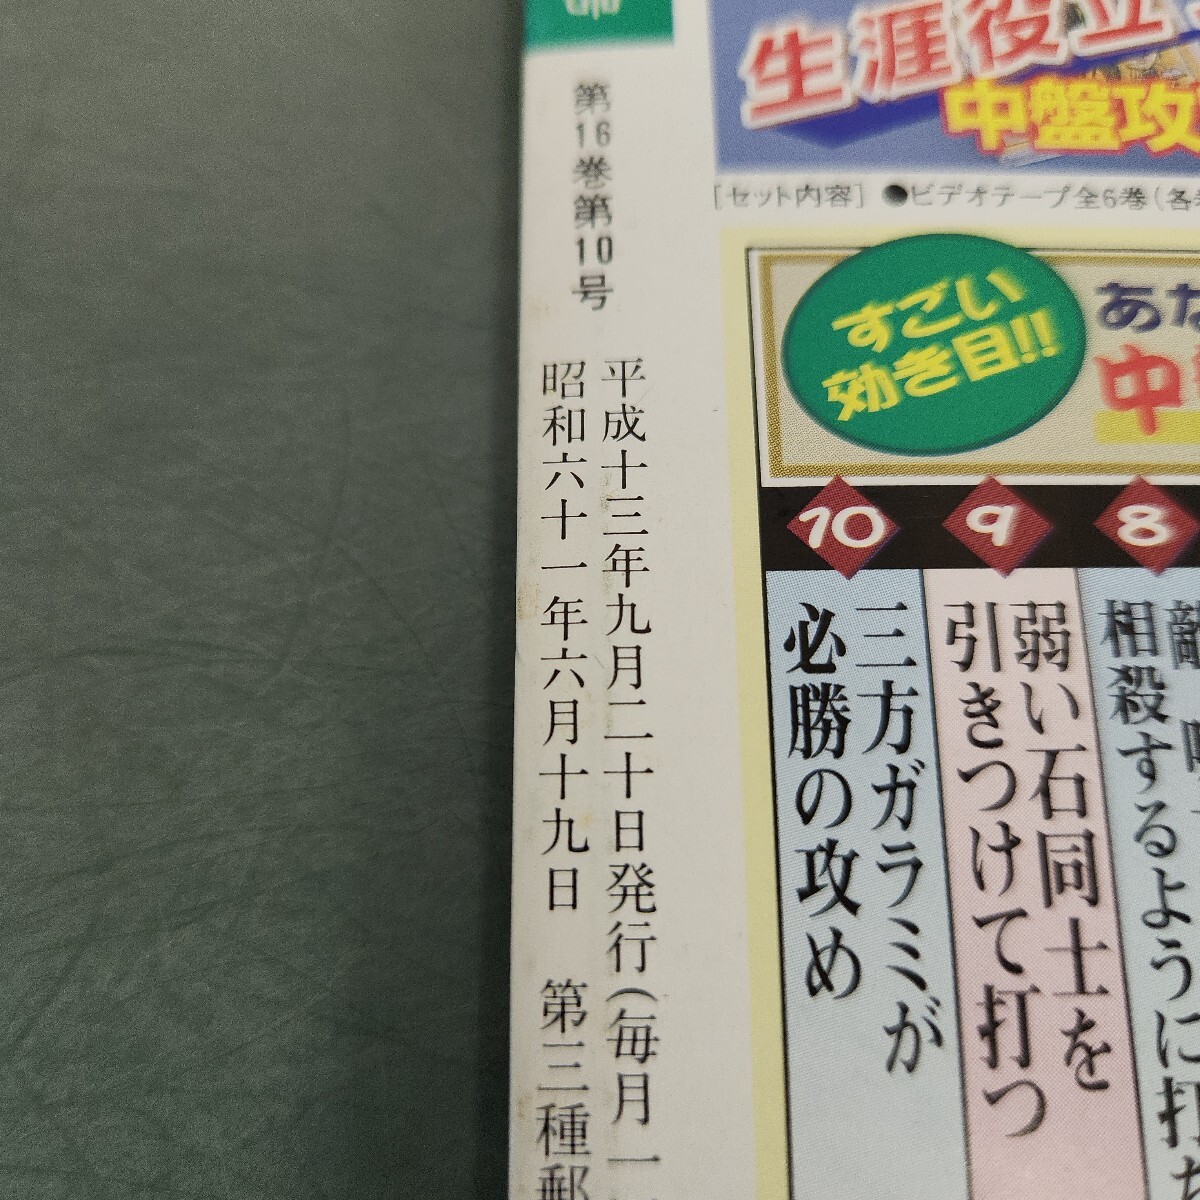 第16巻第10号
平成十三年九月二十日発行(毎月一
昭和六十一年六月十九日 第三種郵
生涯役立
中盤攻
[セット内容] ●ビデオテープ全6巻(各
すごい
効き目!!
あな
中
8
相殺するように打
9
弱い石同士を
引きつけて打つ
10
三方ガラミが
必勝の攻め